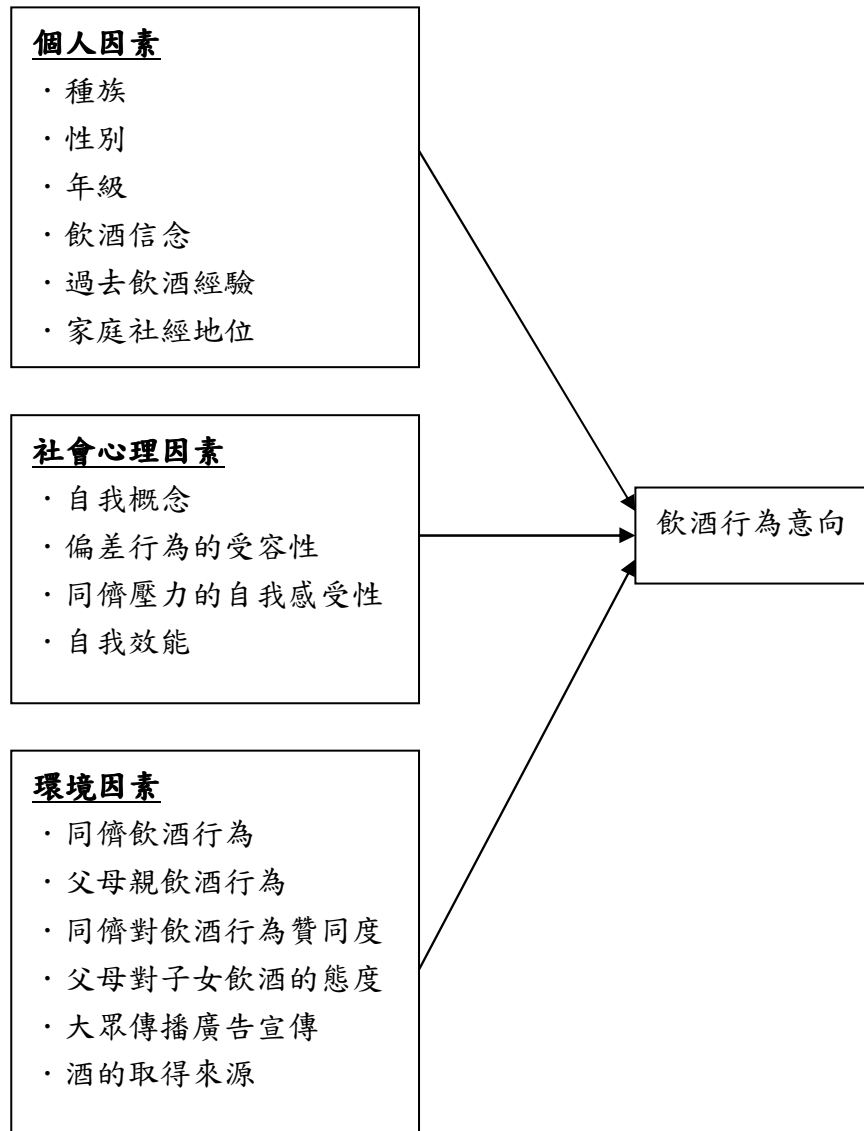 個人因素
・種族
・性別
・年級
・飲酒信念
・過去飲酒經驗
・家庭社經地位
社會心理因素
・自我概念
・偏差行為的受容性
・同儕壓力的自我感受性
・自我效能
飲酒行為意向
環境因素
・同儕飲酒行為
・父母親飲酒行為
・同儕對飲酒行為贊同度
・父母對子女飲酒的態度
・大眾傳播廣告宣傳
・酒的取得來源